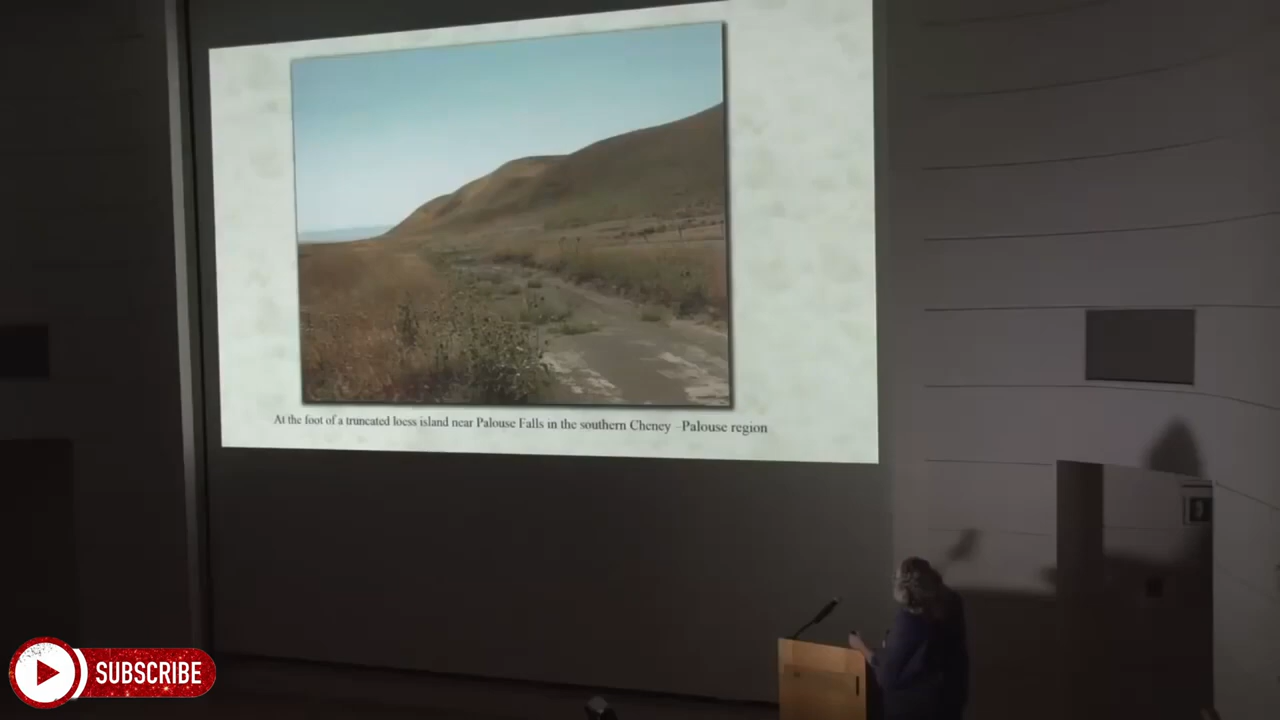 At the foot of a truncated loess island near Palouse Falls in the southern Cheney –Palouse region
SUBSCRIBE